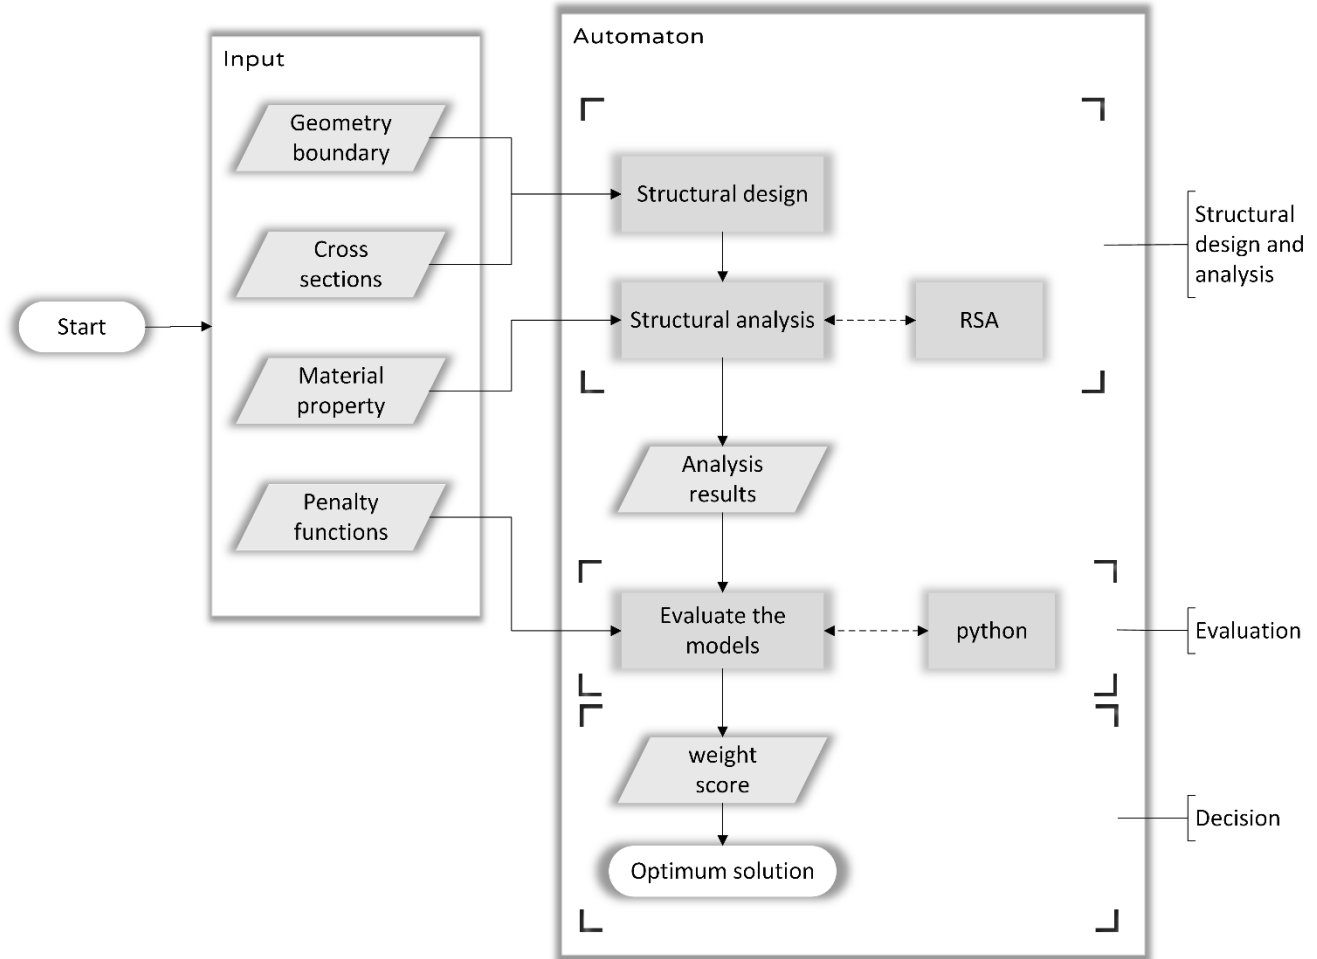 Automaton
Input
Geometry
boundary
Structural design
Structural
design and
analysis
Cross
sections
Start
Structural analysis
RSA
Material
property
Analysis
results
Penalty
functions
Evaluate the
models
python
Evaluation
weight
score
Decision
Optimum solution